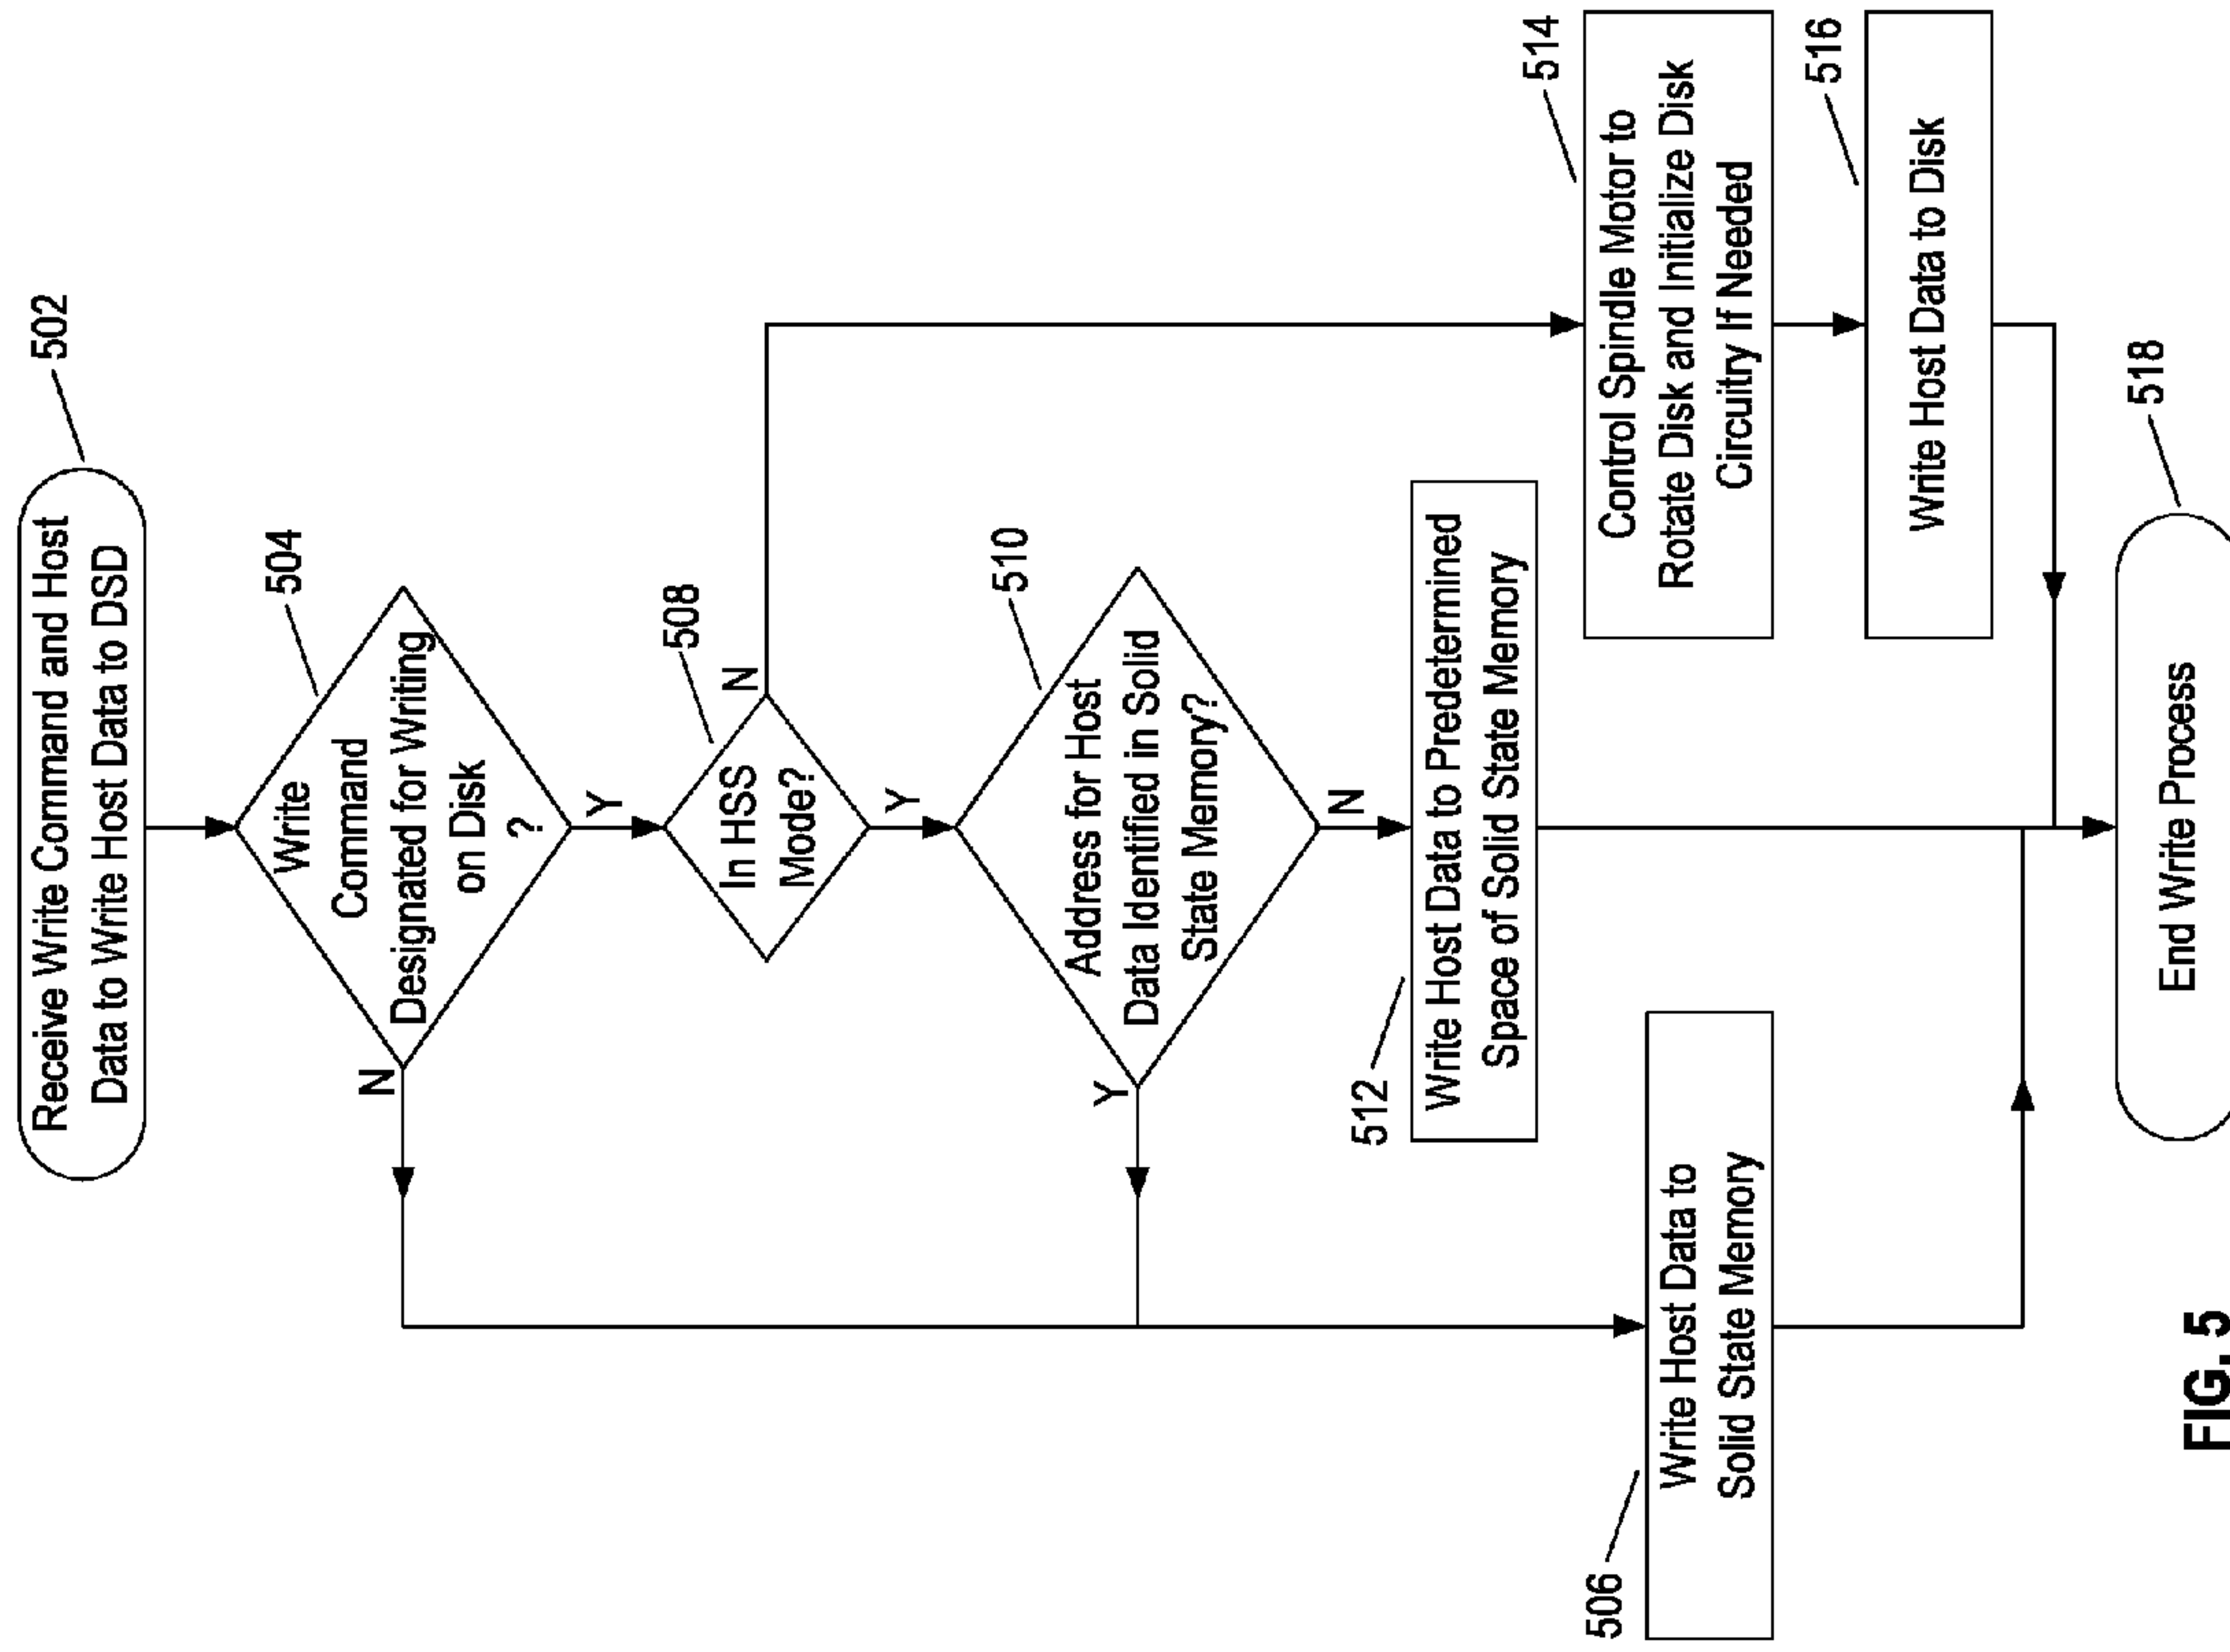 Receive Write Command and Host
Data to Write Host Data to DSD
502
Write
Command
Designated for Writing
on Disk
?
504
N
Y
In HSS
Mode?
508
N
Y
Address for Host
Data Identified in Solid
State Memory?
510
Y
N
512
Write Host Data to Predetermined
Space of Solid State Memory
514
Control Spindle Motor to
Rotate Disk and Initialize Disk
Circuitry If Needed
506
Write Host Data to
Solid State Memory
516
Write Host Data to Disk
518
End Write Process
FIG. 5